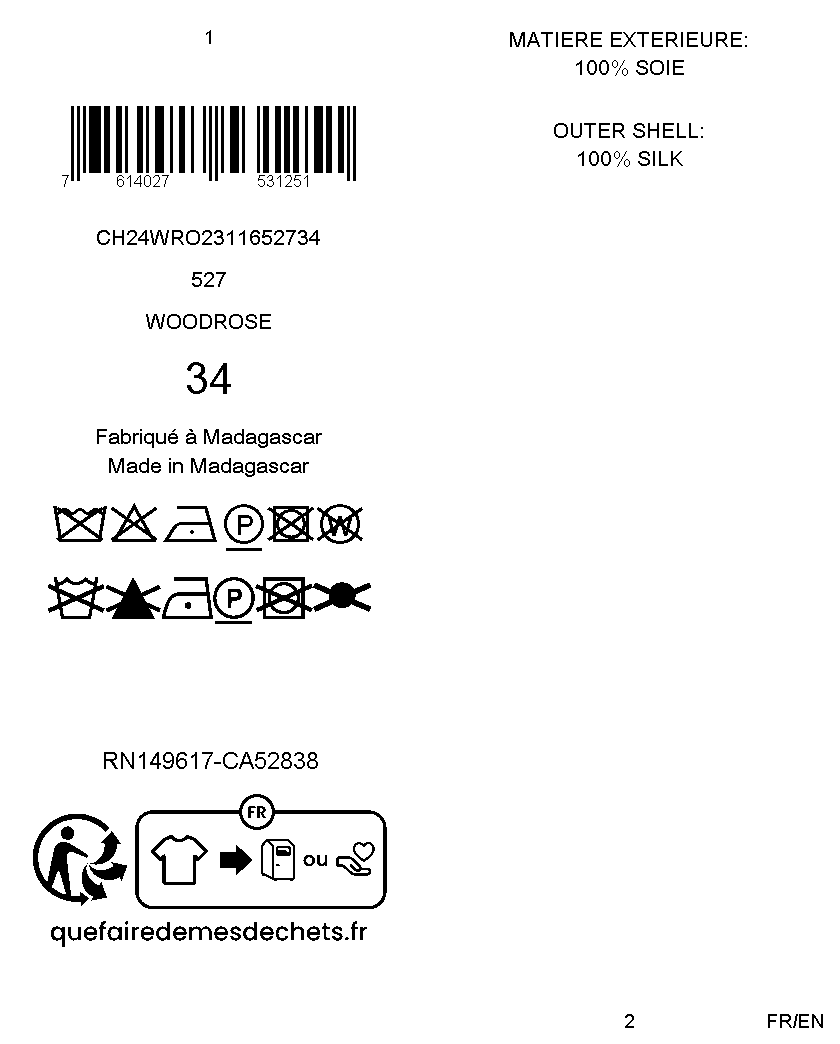 1
7 614027 531251
CH24WRO2311652734
527
WOODROSE
34
Fabriqué à Madagascar
Made in Madagascar
P W
P
RN149617-CA52838
FR
ou
quefairedemesdechets.fr
MATIERE EXTERIEURE:
100% SOIE
OUTER SHELL:
100% SILK
2
FR/EN